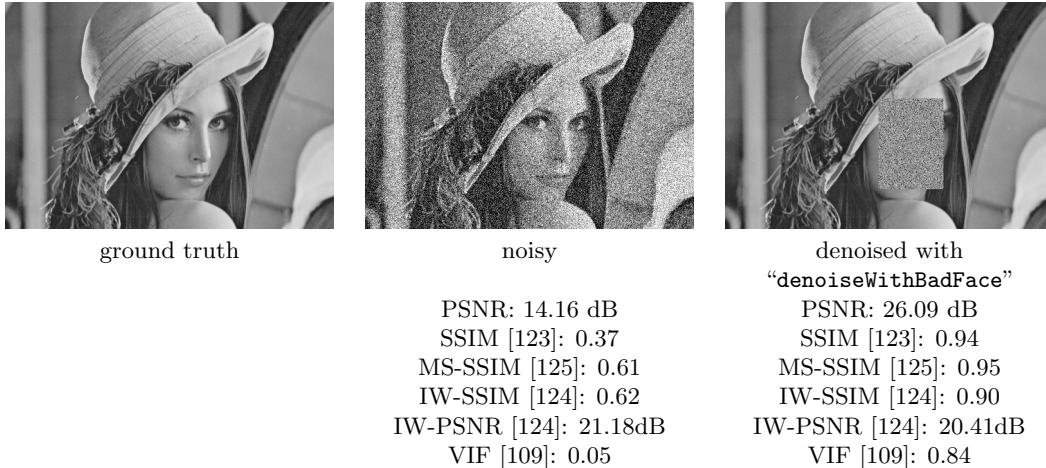 ground truth
noisy
denoised with
“denoiseWithBadFace”
PSNR: 14.16 dB
SSIM [123]: 0.37
MS-SSIM [125]: 0.61
IW-SSIM [124]: 0.62
IW-PSNR [124]: 21.18dB
VIF [109]: 0.05
PSNR: 26.09 dB
SSIM [123]: 0.94
MS-SSIM [125]: 0.95
IW-SSIM [124]: 0.90
IW-PSNR [124]: 20.41dB
VIF [109]: 0.84